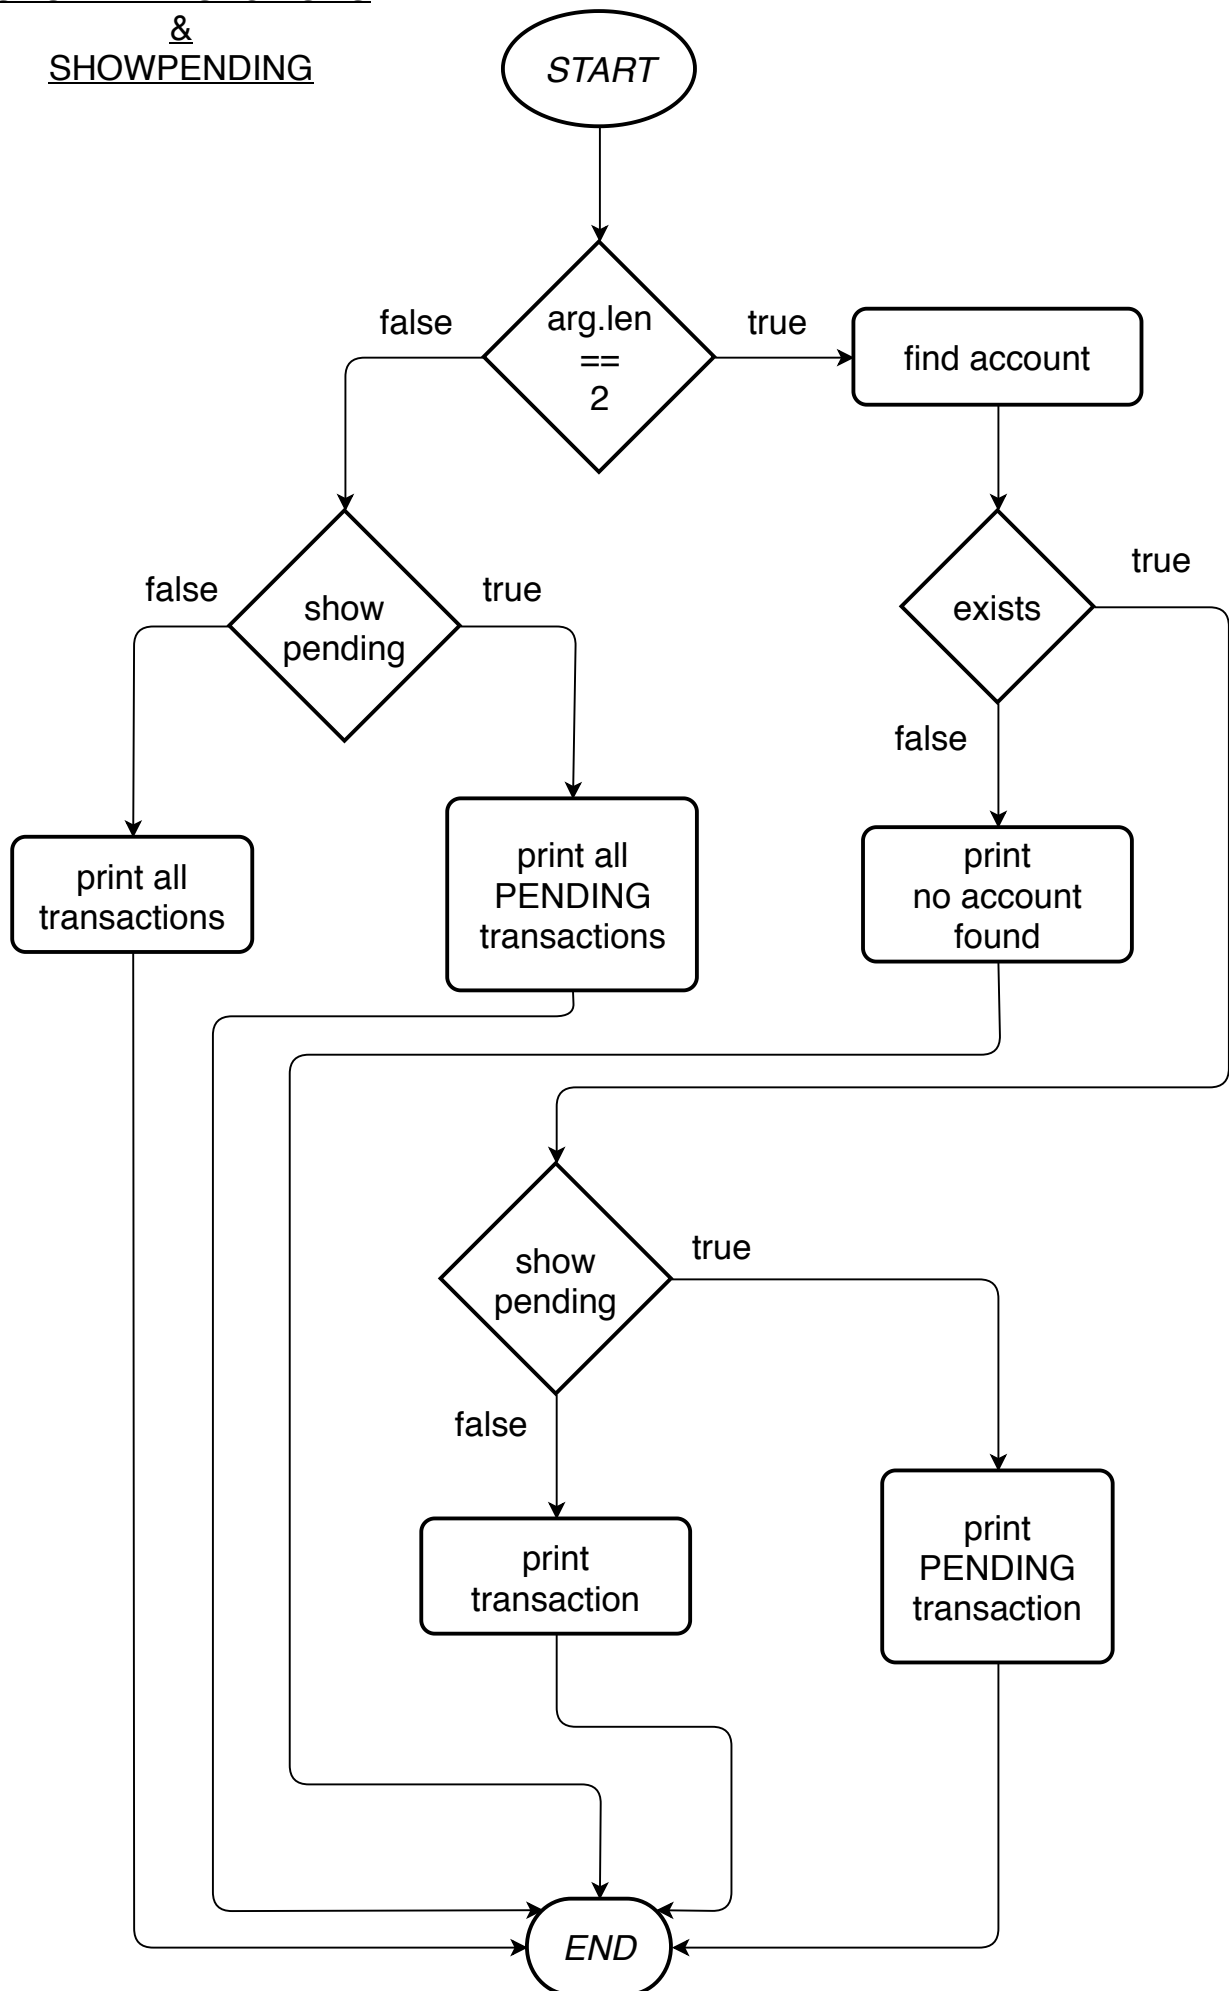 &
SHOWPENDING
START
false
arg.len
==
2
true
find account
false
show
pending
true
exists
true
false
print all
transactions
print all
PENDING
transactions
print
no account
found
show
pending
true
false
print
transaction
print
PENDING
transaction
END